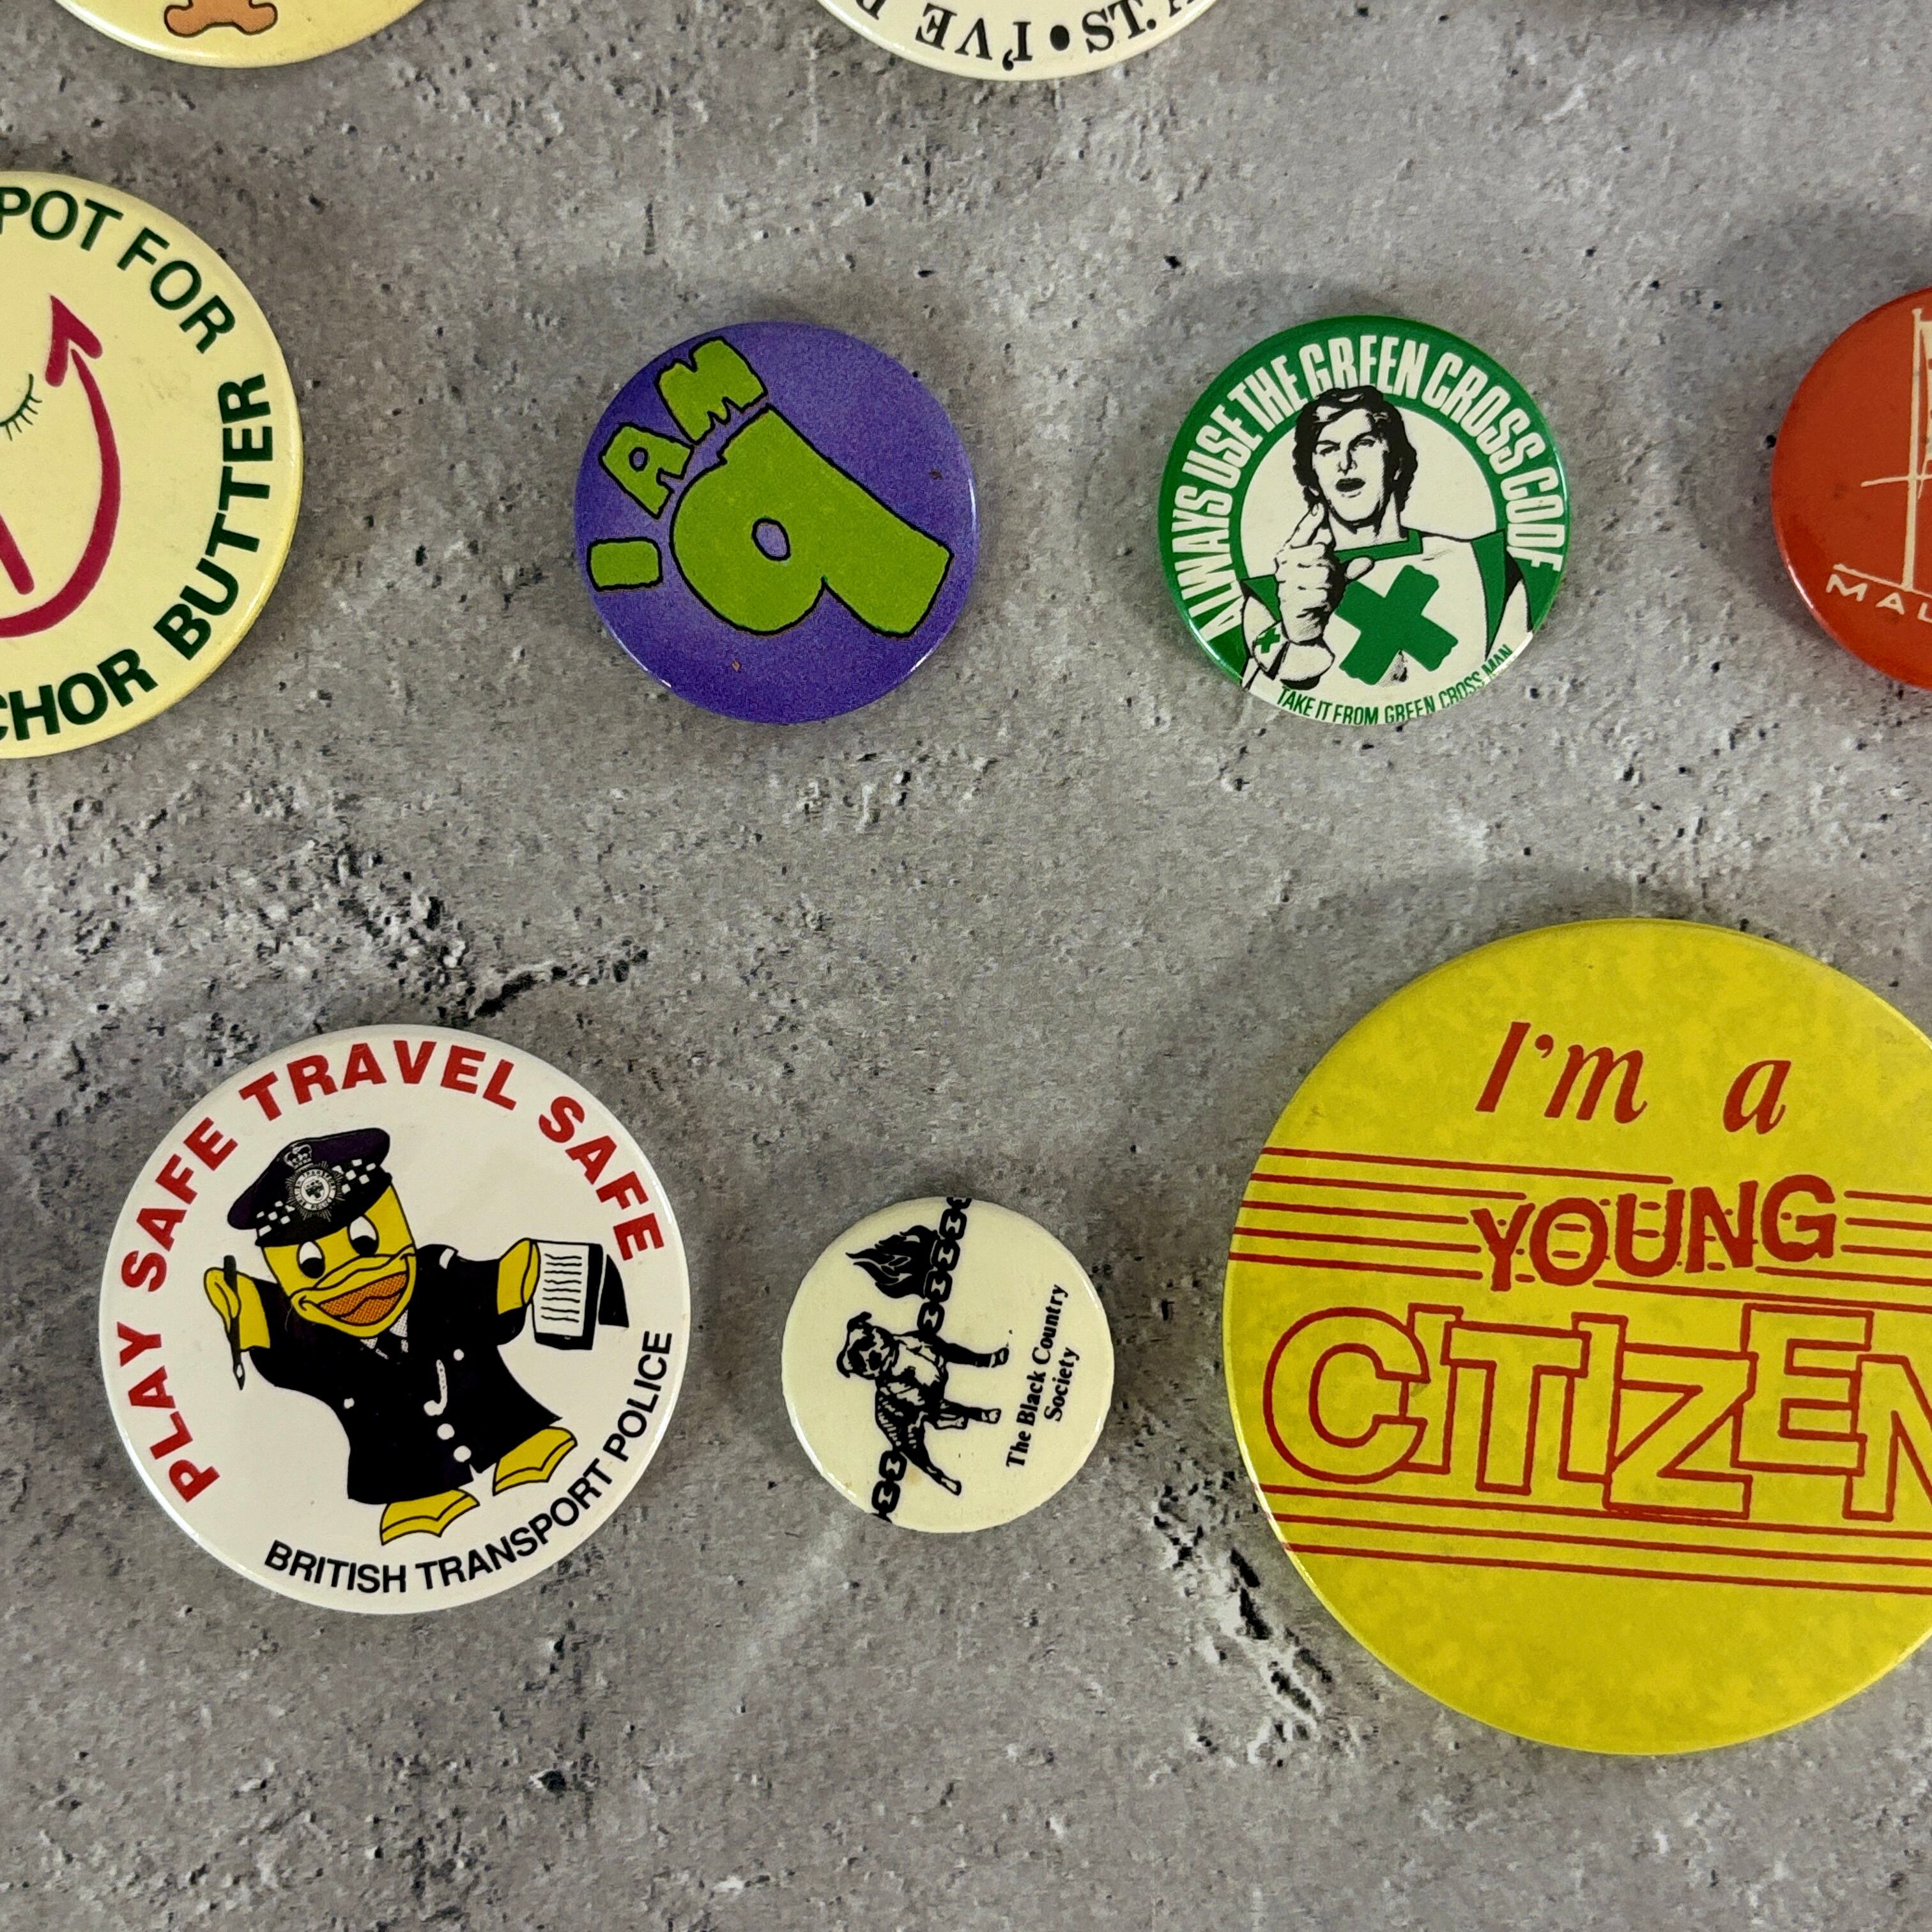 S.T. • I'VE
POT FOR
CHOR BUTTER
I AM
9
ALWAYS USE THE GREEN CROSS CODE
TAKE IT FROM GREEN CROSS MAN
MAL
PLAY SAFE TRAVEL SAFE
BRITISH TRANSPORT POLICE
The Black Country
Society
I'm a
YOUNG
CITIZEN